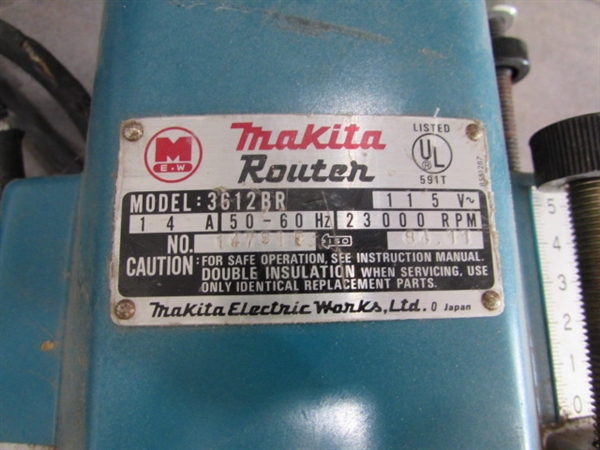 M
E.W
Makita
Router
LISTED
UL
®
591T
MODEL: 3612BR 115 V~
14 A 50-60 Hz 23000 RPM
NO. ISO
CAUTION: FOR SAFE OPERATION, SEE INSTRUCTION MANUAL.
DOUBLE INSULATION WHEN SERVICING, USE
ONLY IDENTICAL REPLACEMENT PARTS.
Makita Electric Works, Ltd. 0 Japan
5
4
3
2
1
0